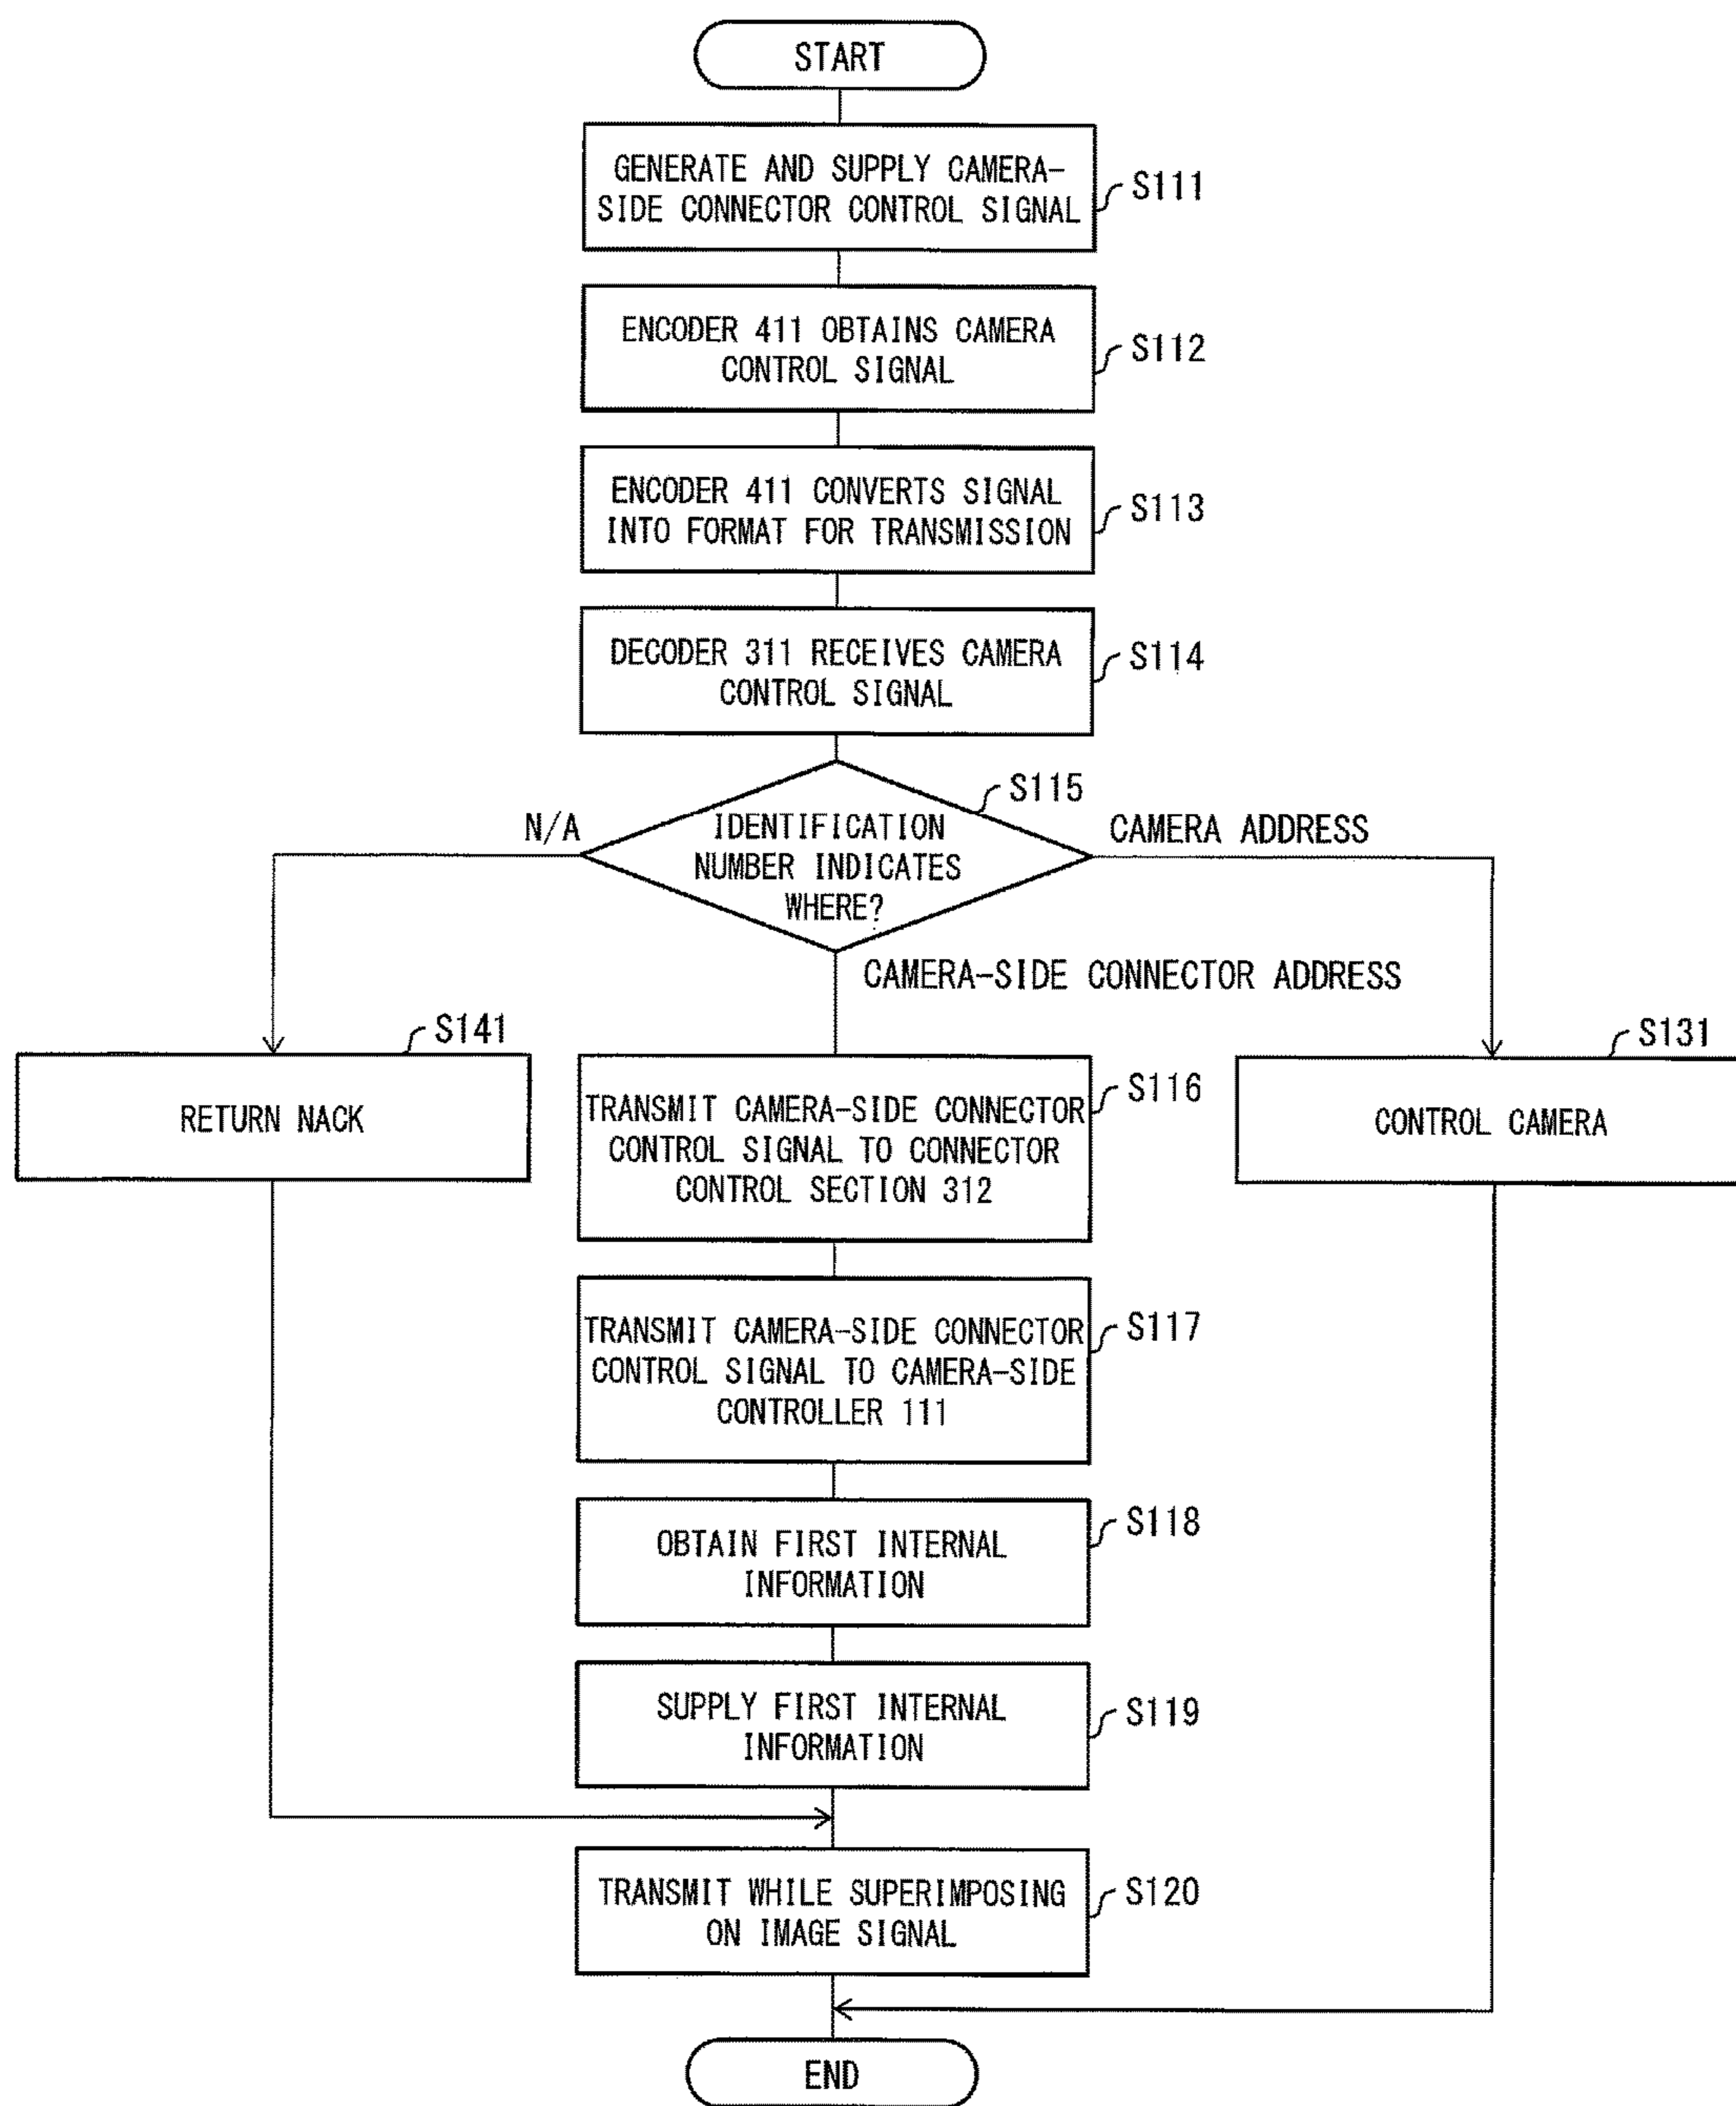 START
GENERATE AND SUPPLY CAMERA-
SIDE CONNECTOR CONTROL SIGNAL
S111
ENCODER 411 OBTAINS CAMERA
CONTROL SIGNAL
S112
ENCODER 411 CONVERTS SIGNAL
INTO FORMAT FOR TRANSMISSION
S113
DECODER 311 RECEIVES CAMERA
CONTROL SIGNAL
S114
S115
N/A
IDENTIFICATION
NUMBER INDICATES
WHERE?
CAMERA ADDRESS
CAMERA-SIDE CONNECTOR ADDRESS
S141
RETURN NACK
S116
TRANSMIT CAMERA-SIDE CONNECTOR
CONTROL SIGNAL TO CONNECTOR
CONTROL SECTION 312
S131
CONTROL CAMERA
S117
TRANSMIT CAMERA-SIDE CONNECTOR
CONTROL SIGNAL TO CAMERA-SIDE
CONTROLLER 111
S118
OBTAIN FIRST INTERNAL
INFORMATION
SUPPLY FIRST INTERNAL
INFORMATION
S119
TRANSMIT WHILE SUPERIMPOSING
ON IMAGE SIGNAL
S120
END